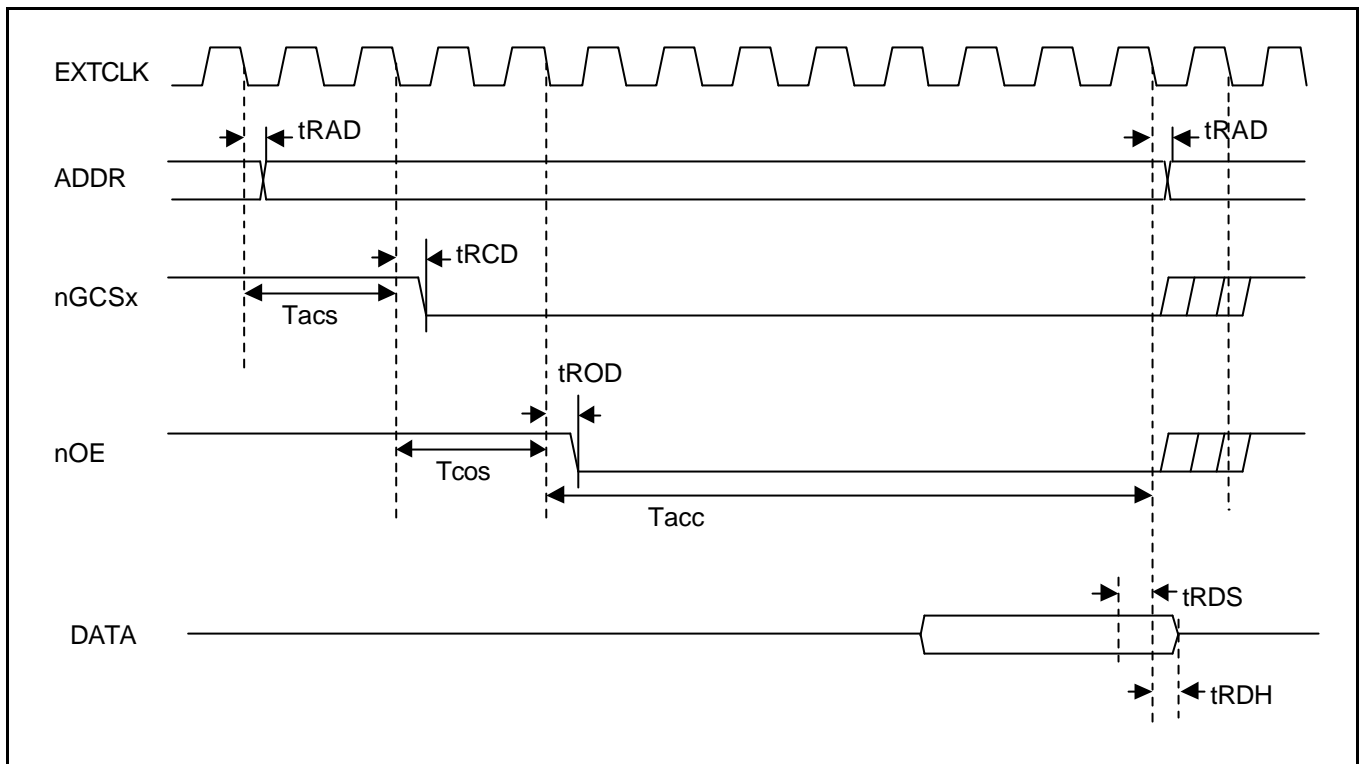 EXTCLK
tRAD
tRAD
ADDR
tRCD
nGCSx
Tacs
tROD
nOE
Tcos
Tacc
tRDS
DATA
tRDH